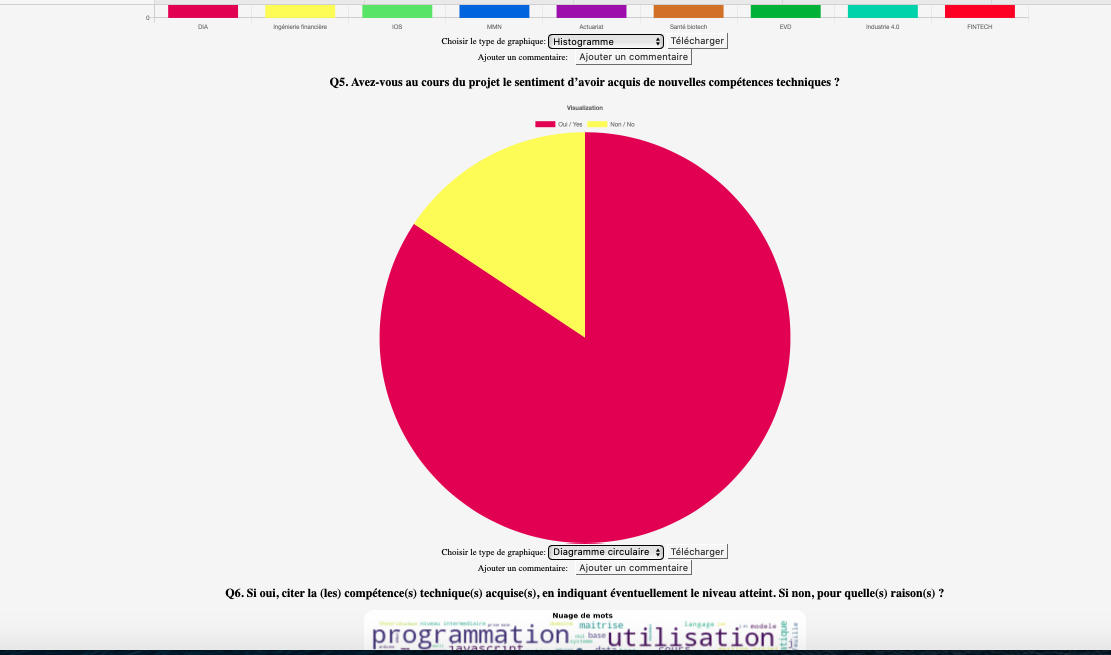 0
DIA Ingénierie financière IOS MMN Actuariat Santé biotech EVD Industrie 4.0 FINTECH
Choisir le type de graphique: Histogramme Télécharger
Ajouter un commentaire: Ajouter un commentaire
Q5. Avez-vous au cours du projet le sentiment d’avoir acquis de nouvelles compétences techniques ?
Visualization
Oui / Yes Non / No
Choisir le type de graphique: Diagramme circulaire Télécharger
Ajouter un commentaire: Ajouter un commentaire
Q6. Si oui, citer la (les) compétence(s) technique(s) acquise(s), en indiquant éventuellement le niveau atteint. Si non, pour quelle(s) raison(s) ?
Nuage de mots
niveau intermediaire maitrise langage modele
programmation base utilisation
javascript